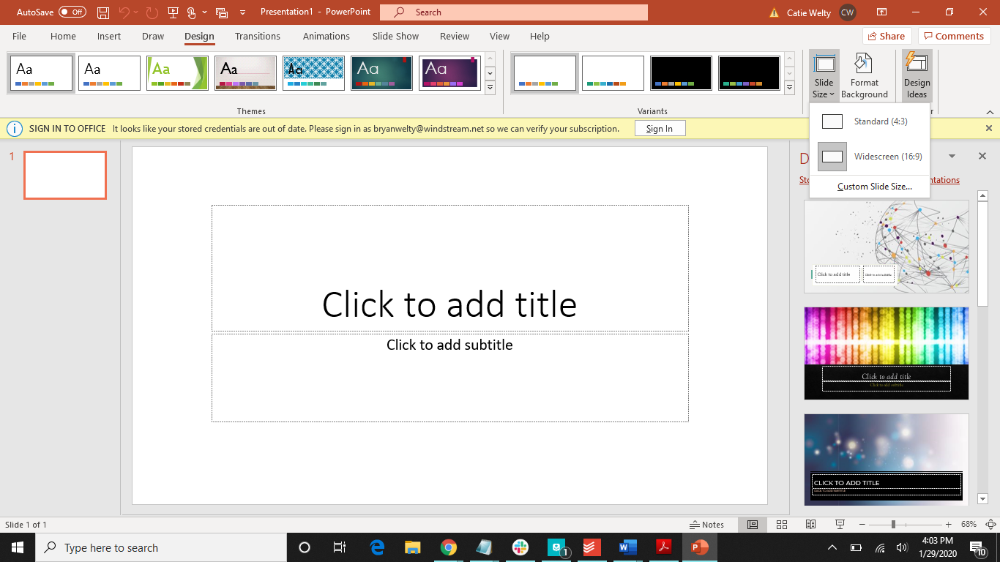 AutoSave Off Presentation1 - PowerPoint Search Catie Welty CW
File Home Insert Draw Design Transitions Animations Slide Show Review View Help Share Comments
Aa Aa Aa Aa Aa Aa Aa
Slide Size Format Background Design Ideas
Themes Variants
SIGN IN TO OFFICE It looks like your stored credentials are out of date. Please sign in as bryanwelty@windstream.net so we can verify your subscription. Sign In
Standard (4:3)
Widescreen (16:9)
Custom Slide Size...
1
Click to add title
Click to add subtitle
Click to add title
Click to add subtitle
Click to add title
Click to add subtitle
CLICK TO ADD TITLE
CLICK TO ADD SUBTITLE
Slide 1 of 1 Notes 68%
Type here to search 1 4:03 PM
1/29/2020 10